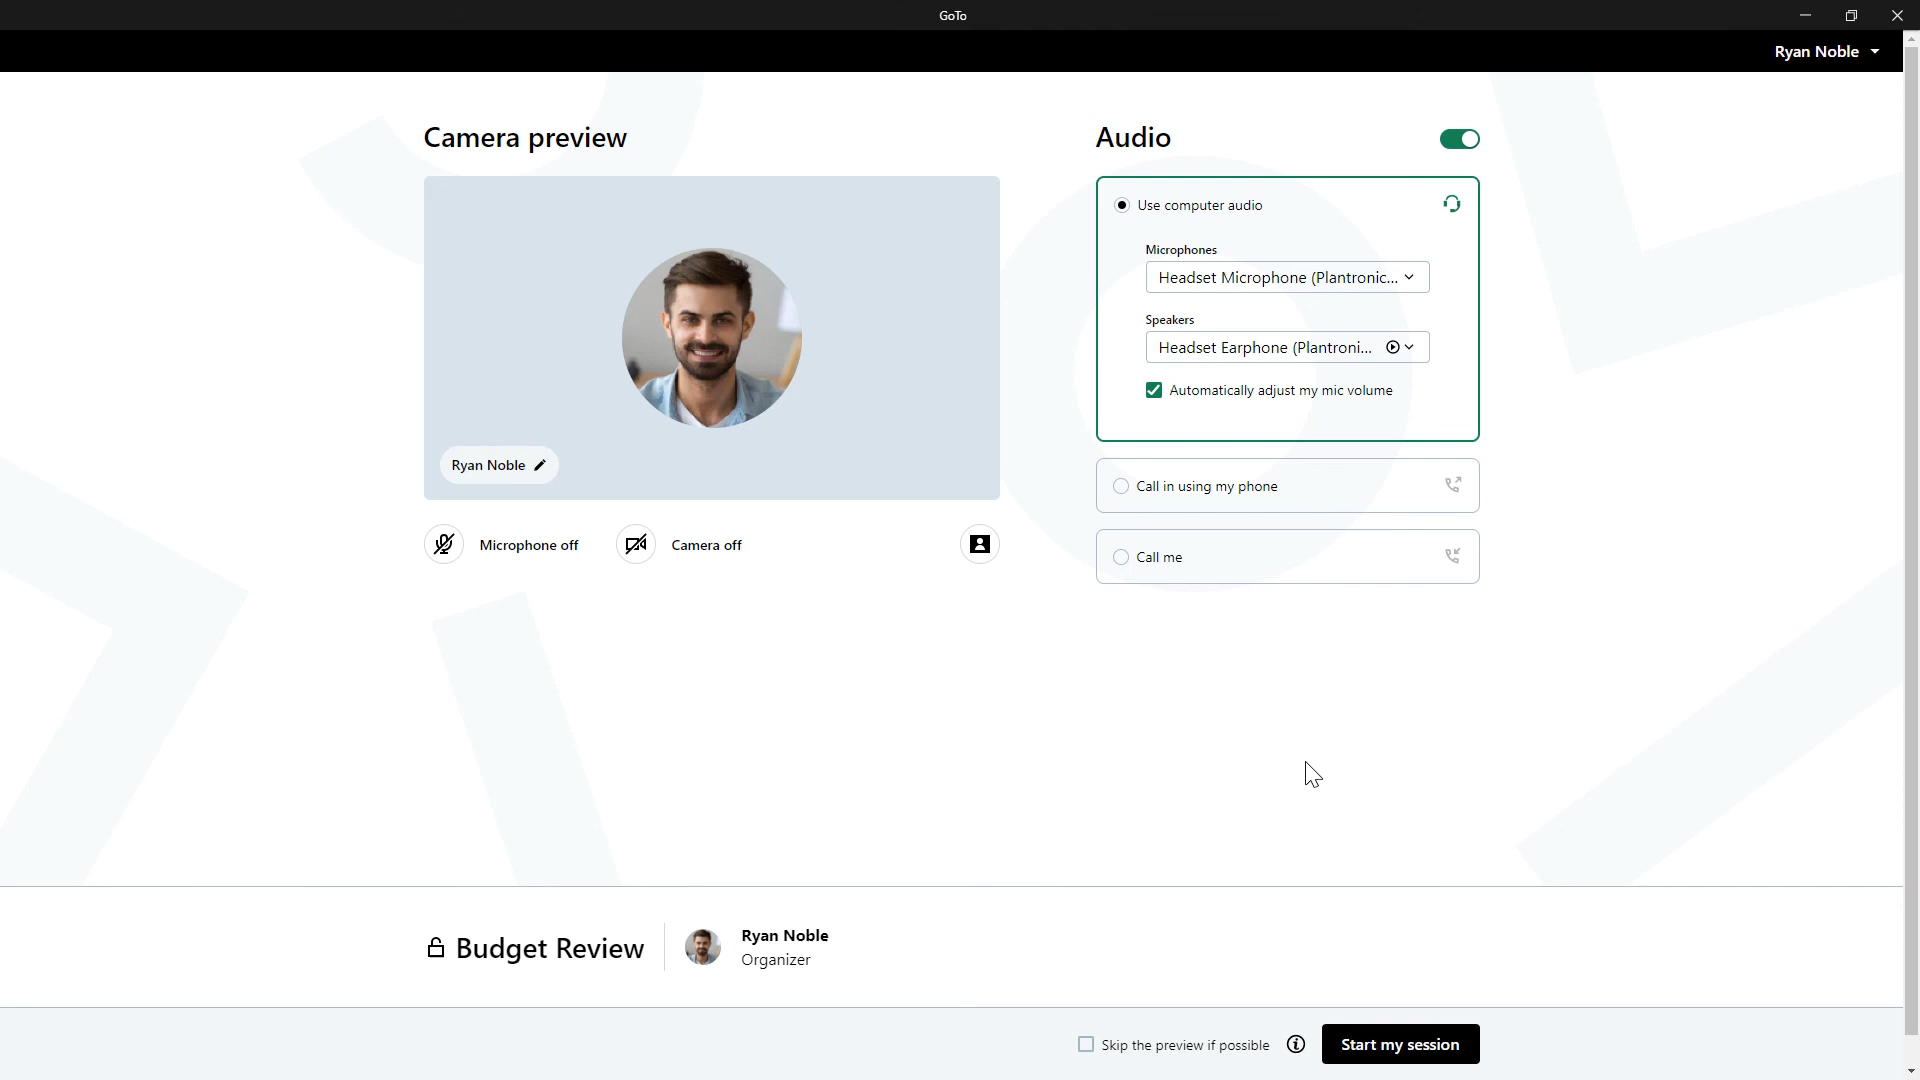 GoTo
Ryan Noble
Camera preview
Audio
Use computer audio
Microphones
Headset Microphone (Plantronic...
Speakers
Headset Earphone (Plantroni...
Automatically adjust my mic volume
Ryan Noble
Call in using my phone
Microphone off
Camera off
Call me
Budget Review
Ryan Noble
Organizer
Skip the preview if possible
Start my session